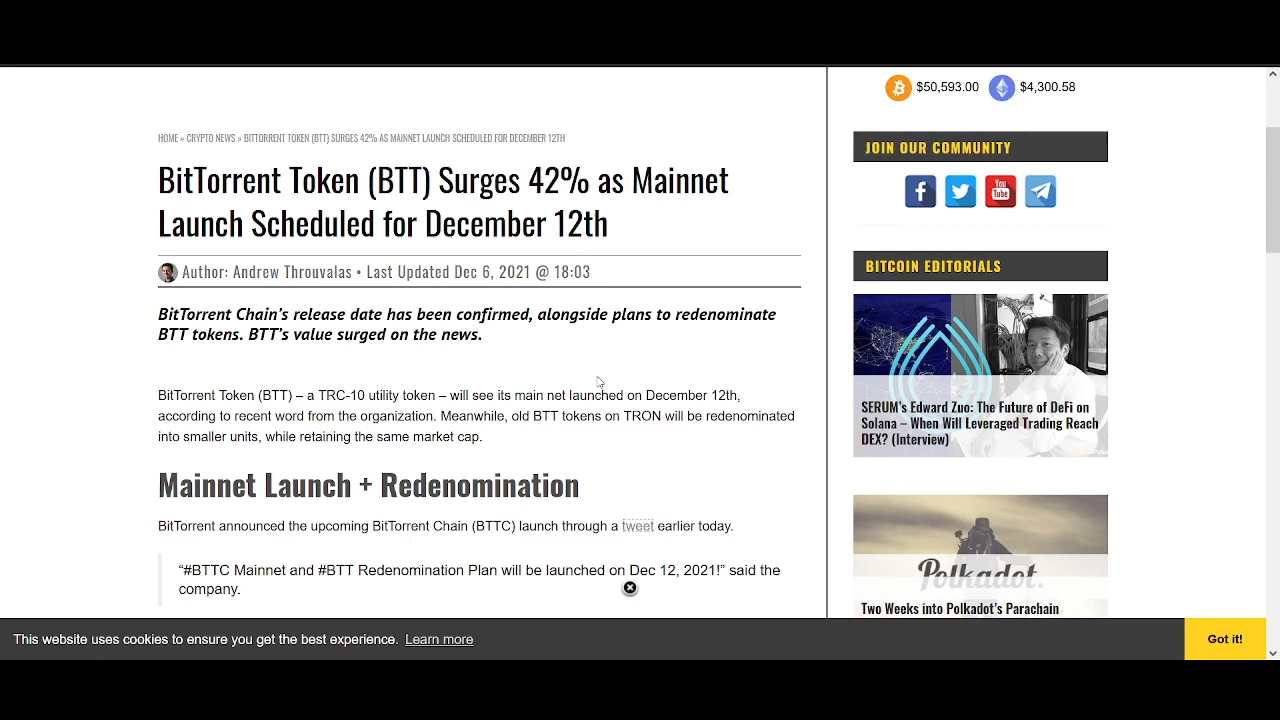 $50,593.00 $4,300.58
HOME » CRYPTO NEWS » BITTORRENT TOKEN (BTT) SURGES 42% AS MAINNET LAUNCH SCHEDULED FOR DECEMBER 12TH
BitTorrent Token (BTT) Surges 42% as Mainnet
Launch Scheduled for December 12th
Author: Andrew Throuvalas • Last Updated Dec 6, 2021 @ 18:03
BitTorrent Chain’s release date has been confirmed, alongside plans to redenominate
BTT tokens. BTT’s value surged on the news.
BitTorrent Token (BTT) – a TRC-10 utility token – will see its main net launched on December 12th,
according to recent word from the organization. Meanwhile, old BTT tokens on TRON will be redenominated
into smaller units, while retaining the same market cap.
Mainnet Launch + Redenomination
BitTorrent announced the upcoming BitTorrent Chain (BTTC) launch through a tweet earlier today.
“#BTTC Mainnet and #BTT Redenomination Plan will be launched on Dec 12, 2021!” said the
company.
JOIN OUR COMMUNITY
You
Tube
BITCOIN EDITORIALS
SERUM’s Edward Zuo: The Future of DeFi on
Solana – When Will Leveraged Trading Reach
DEX? (Interview)
Polkadot.
Two Weeks into Polkadot’s Parachain
This website uses cookies to ensure you get the best experience. Learn more
Got it!